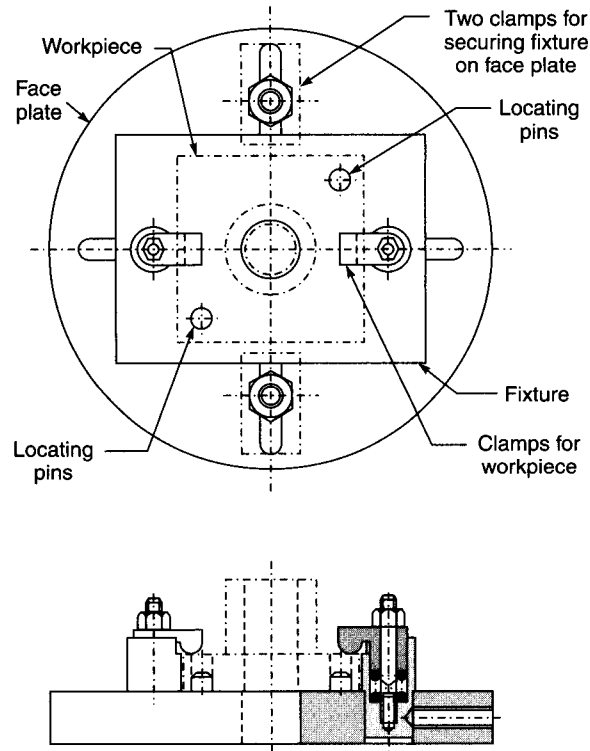 Two clamps for
securing fixture
on face plate
Workpiece
Face
plate
Locating
pins
Fixture
Locating
pins
Clamps for
workpiece